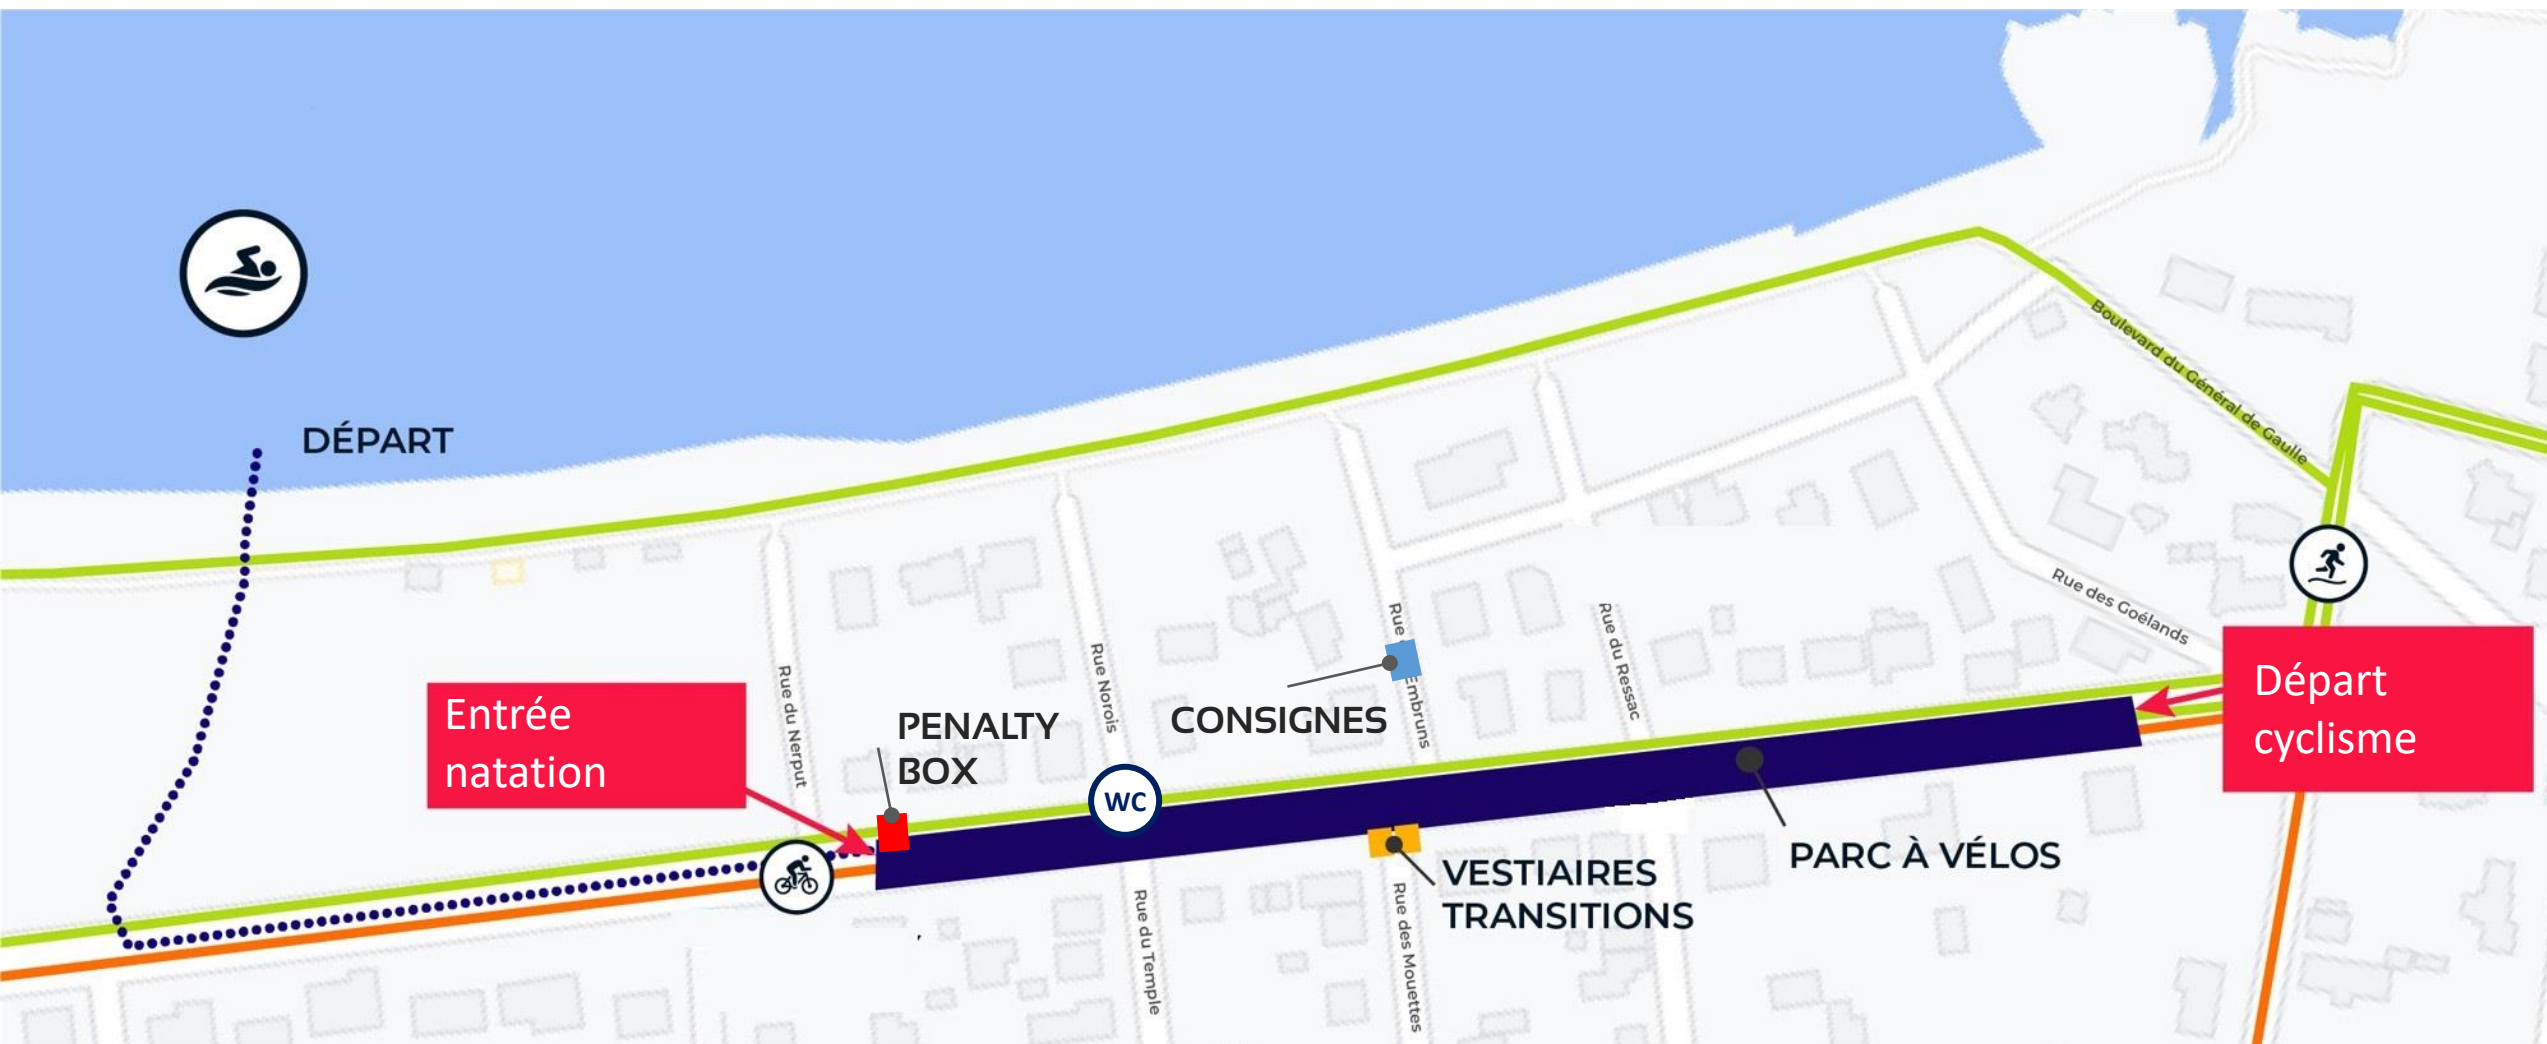 DÉPART
Boulevard du Général de Gaulle
Rue des Goélands
Rue
Embruns
Rue du Ressac
Rue Norois
Rue du Nerput
Entrée
natation
PENALTY
BOX
CONSIGNES
WC
Départ
cyclisme
VESTIAIRES
TRANSITIONS
PARC À VÉLOS
Rue du Temple
Rue des Mouettes